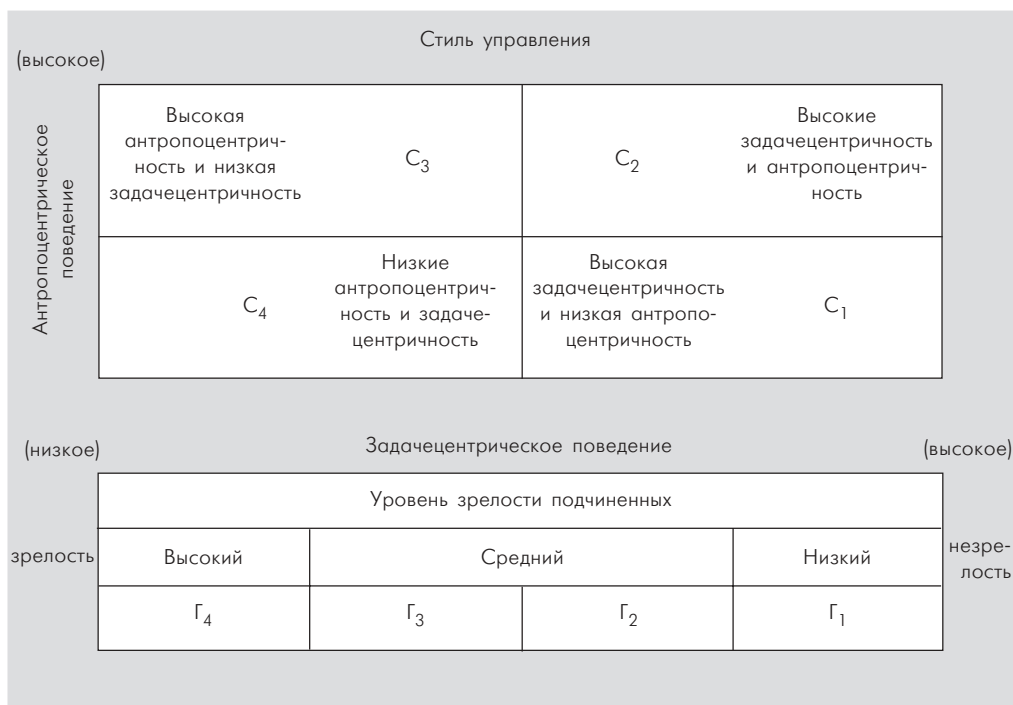 Стиль управления
(высокое)
Антропоцентрическое
поведение
Высокая
антропоцентрич-
ность и низкая
задачецентричность
С3
С2
Высокие
задачецентричность
и антропоцентрич-
ность
С4
Низкие
антропоцентрич-
ность и задаче-
центричность
Высокая
задачецентричность
и низкая антропо-
центричность
С1
(низкое)
Задачецентрическое поведение
(высокое)
Уровень зрелости подчиненных
зрелость
Высокий
Средний
Низкий
незре-
лость
Г4
Г3
Г2
Г1